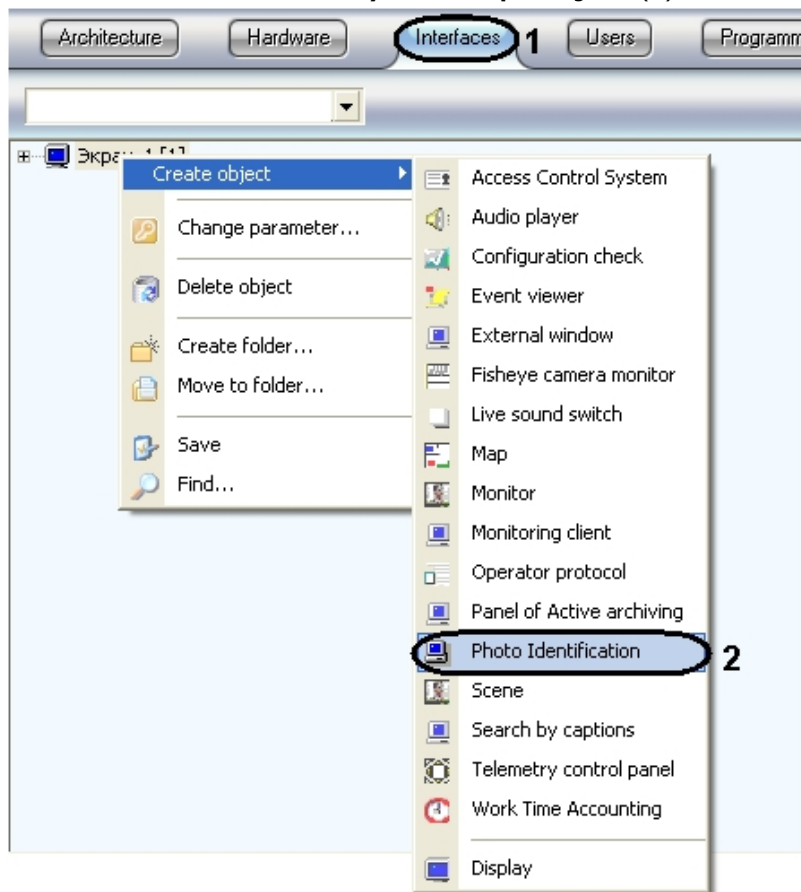 Architecture Hardware Interfaces 1 Users
Create object
Change parameter...
Delete object
Create folder...
Move to folder...
Save
Find...
Access Control System
Audio player
Configuration check
Event viewer
External window
Fisheye camera monitor
Live sound switch
Map
Monitor
Monitoring client
Operator protocol
Panel of Active archiving
Photo Identification 2
Scene
Search by captions
Telemetry control panel
Work Time Accounting
Display